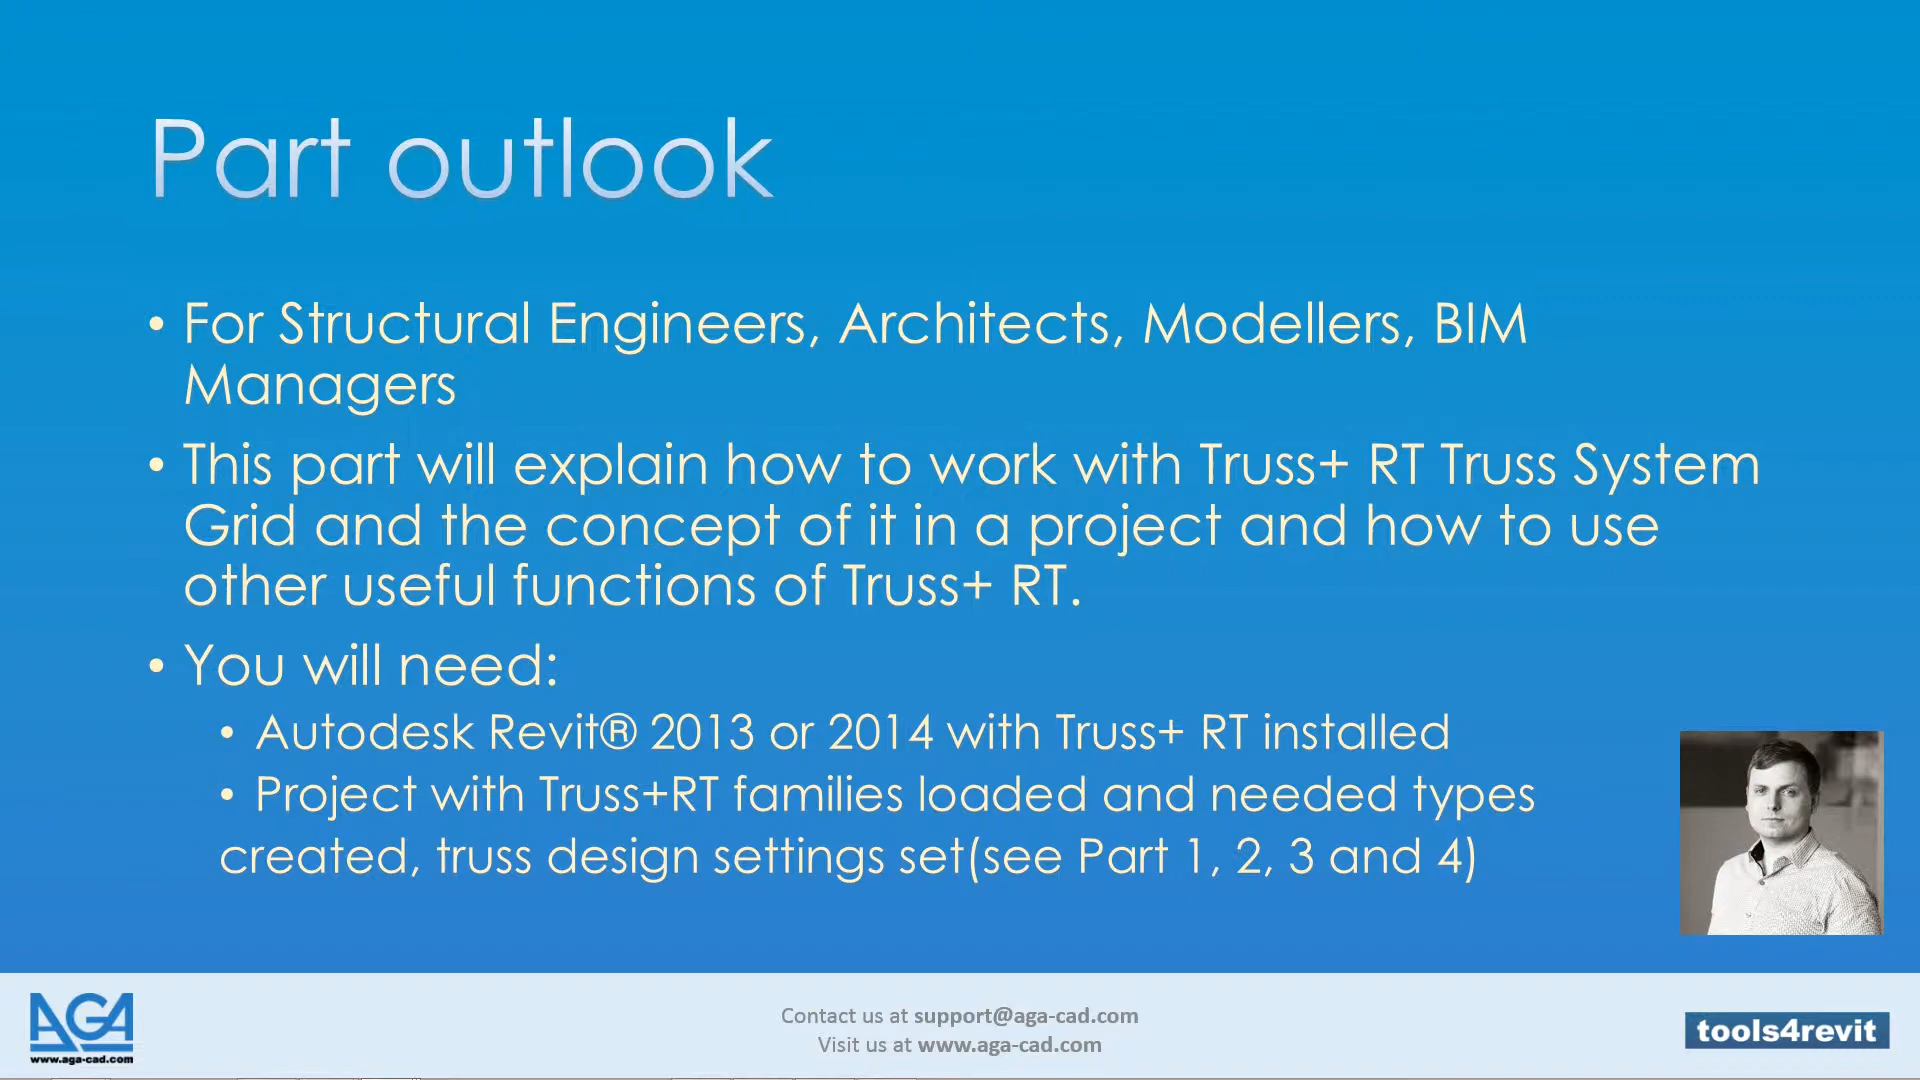 Part outlook
• For Structural Engineers, Architects, Modellers, BIM
Managers
• This part will explain how to work with Truss+ RT Truss System
Grid and the concept of it in a project and how to use
other useful functions of Truss+ RT.
• You will need:
• Autodesk Revit® 2013 or 2014 with Truss+ RT installed
• Project with Truss+RT families loaded and needed types
created, truss design settings set(see Part 1, 2, 3 and 4)
AGA
www.aga-cad.com
Contact us at support@aga-cad.com
Visit us at www.aga-cad.com
tools4revit